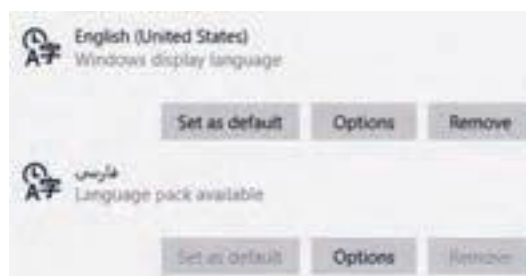 English (United States)
Windows display language
Set as default Options Remove
فارسی
Language pack available
Set as default Options Remove